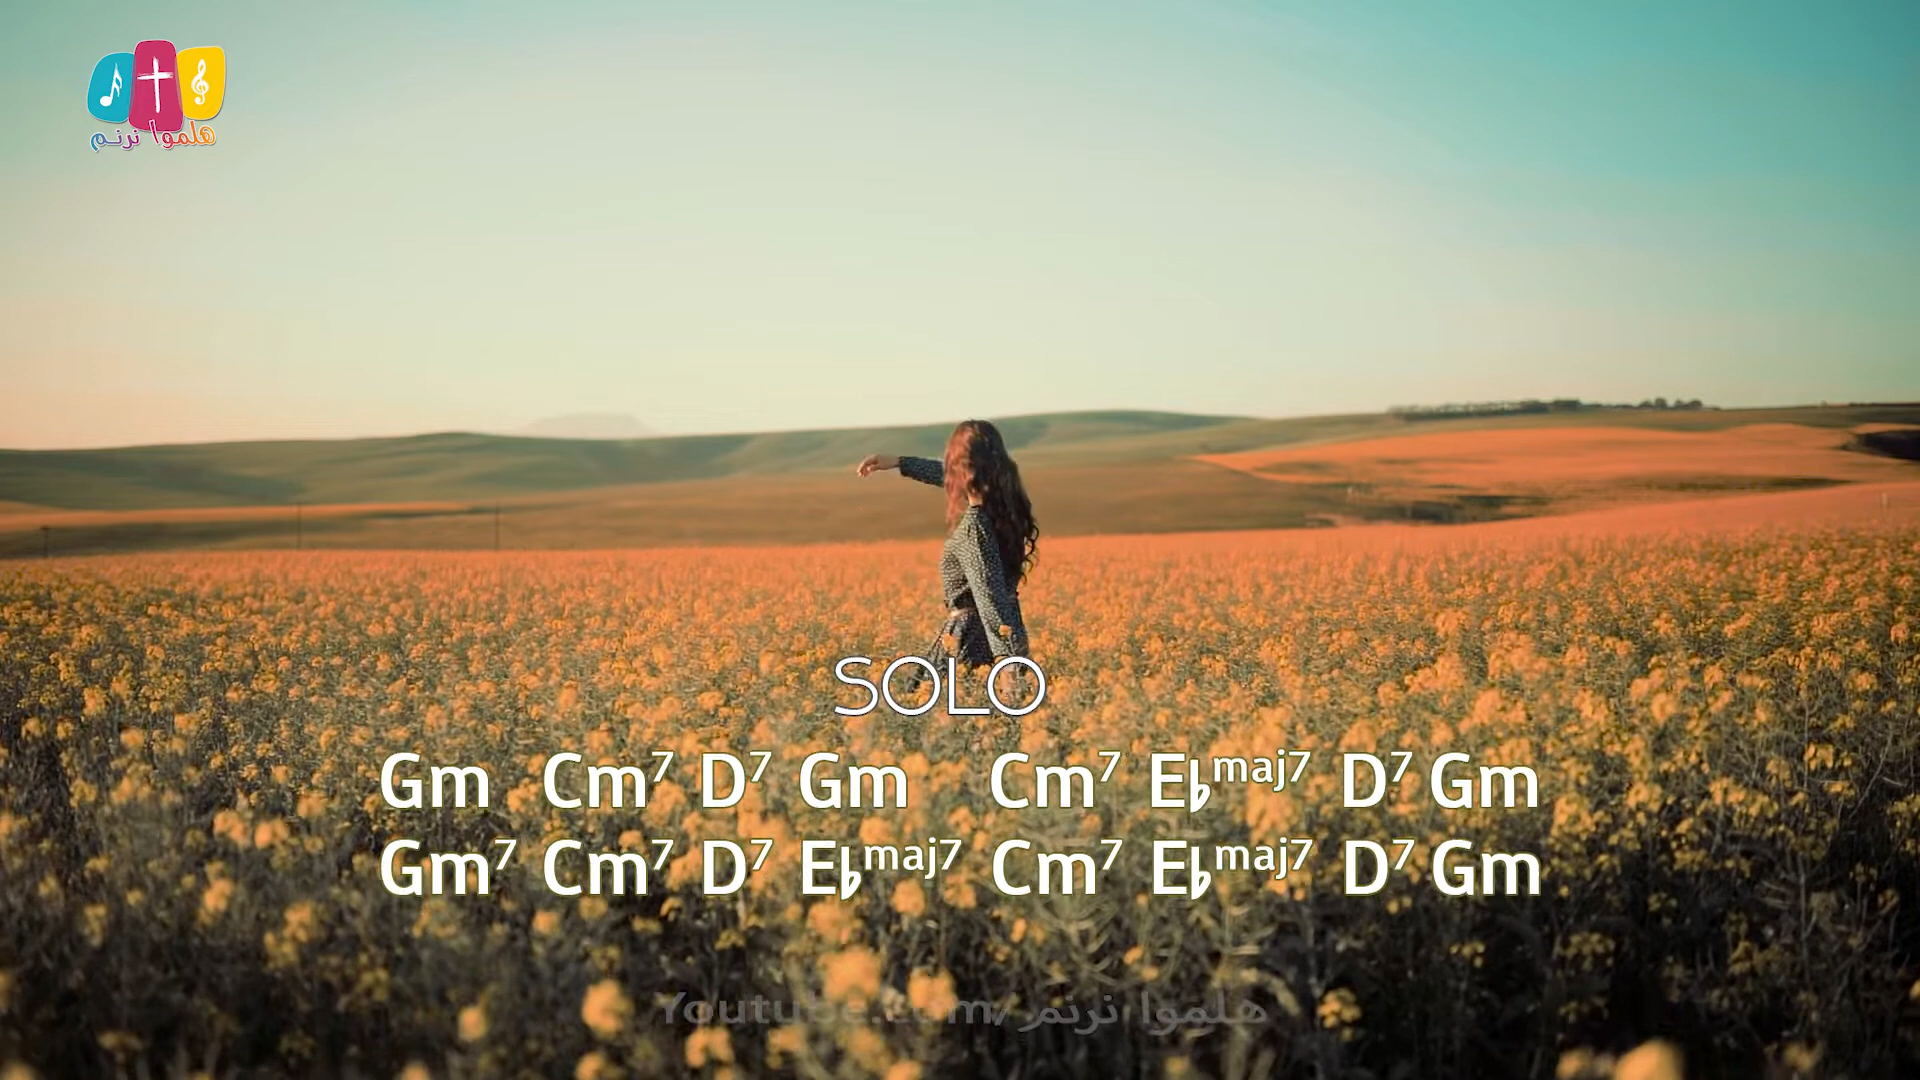 هلموا نرنم
SOLO
Gm Cm⁷ D⁷ Gm Cm⁷ E♭maj7 D⁷ Gm
Gm⁷ Cm⁷ D⁷ E♭maj7 Cm⁷ E♭maj7 D⁷ Gm
Youtube.com/هلموا نرنم